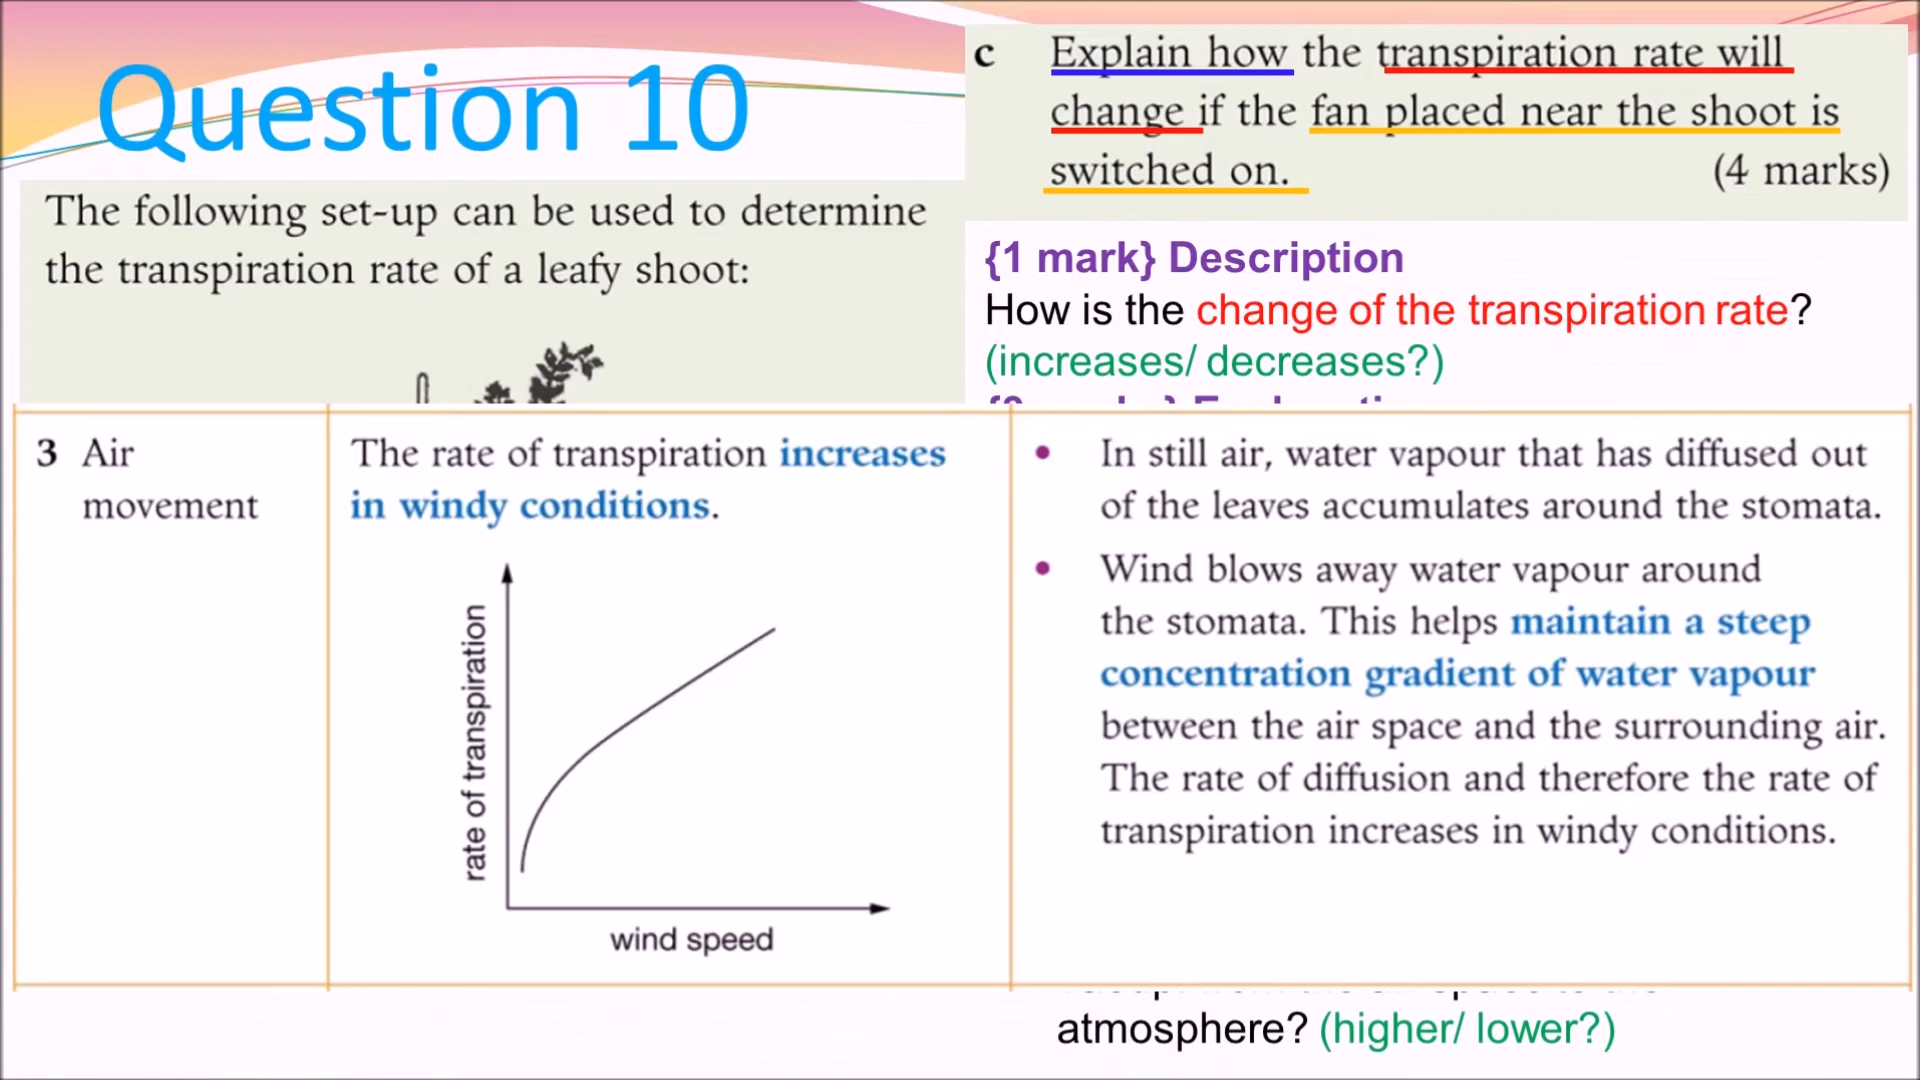 Question 10
The following set-up can be used to determine
the transpiration rate of a leafy shoot:
c Explain how the transpiration rate will
change if the fan placed near the shoot is
switched on. (4 marks)
{1 mark} Description
How is the change of the transpiration rate?
(increases/ decreases?)
3 Air
movement
The rate of transpiration increases
in windy conditions.
rate of transpiration
wind speed
• In still air, water vapour that has diffused out
of the leaves accumulates around the stomata.
• Wind blows away water vapour around
the stomata. This helps maintain a steep
concentration gradient of water vapour
between the air space and the surrounding air.
The rate of diffusion and therefore the rate of
transpiration increases in windy conditions.
atmosphere? (higher/ lower?)